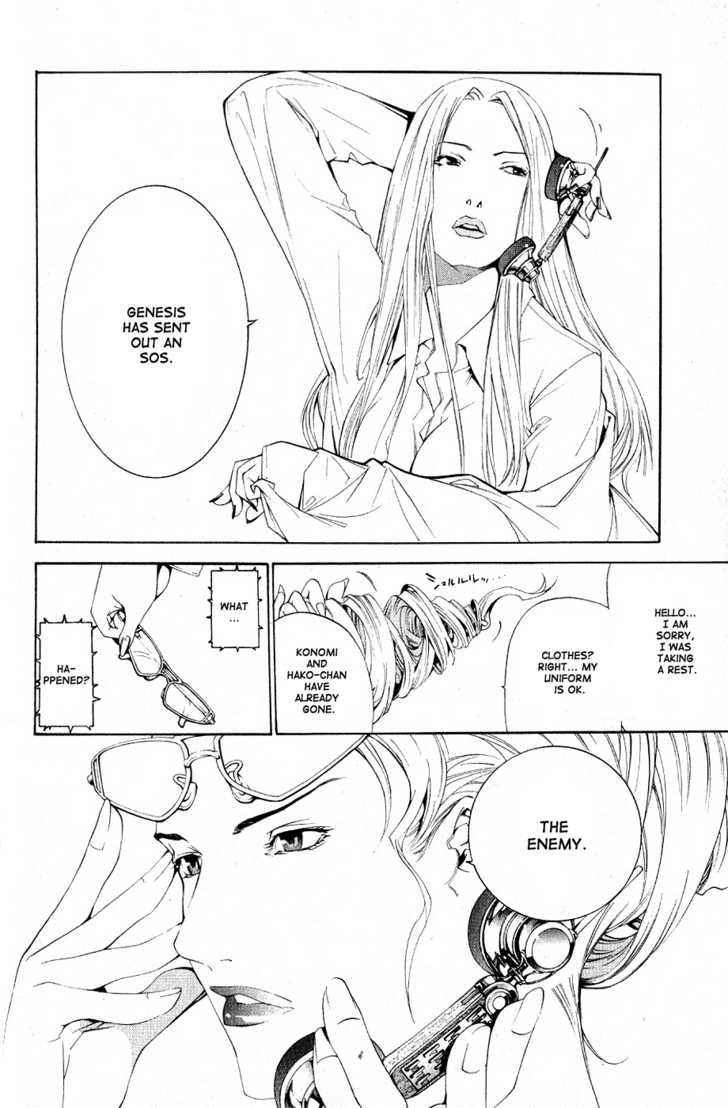 HELLO...
I AM
SORRY,
I WAS
TAKING
A REST.
CLOTHES?
RIGHT... MY
UNIFORM
IS OK.
KONOMI
AND
HAKO-CHAN
HAVE
ALREADY
GONE.
WHAT
...
HA-
PPENED?
GENESIS
HAS SENT
OUT AN
SOS.
THE
ENEMY.